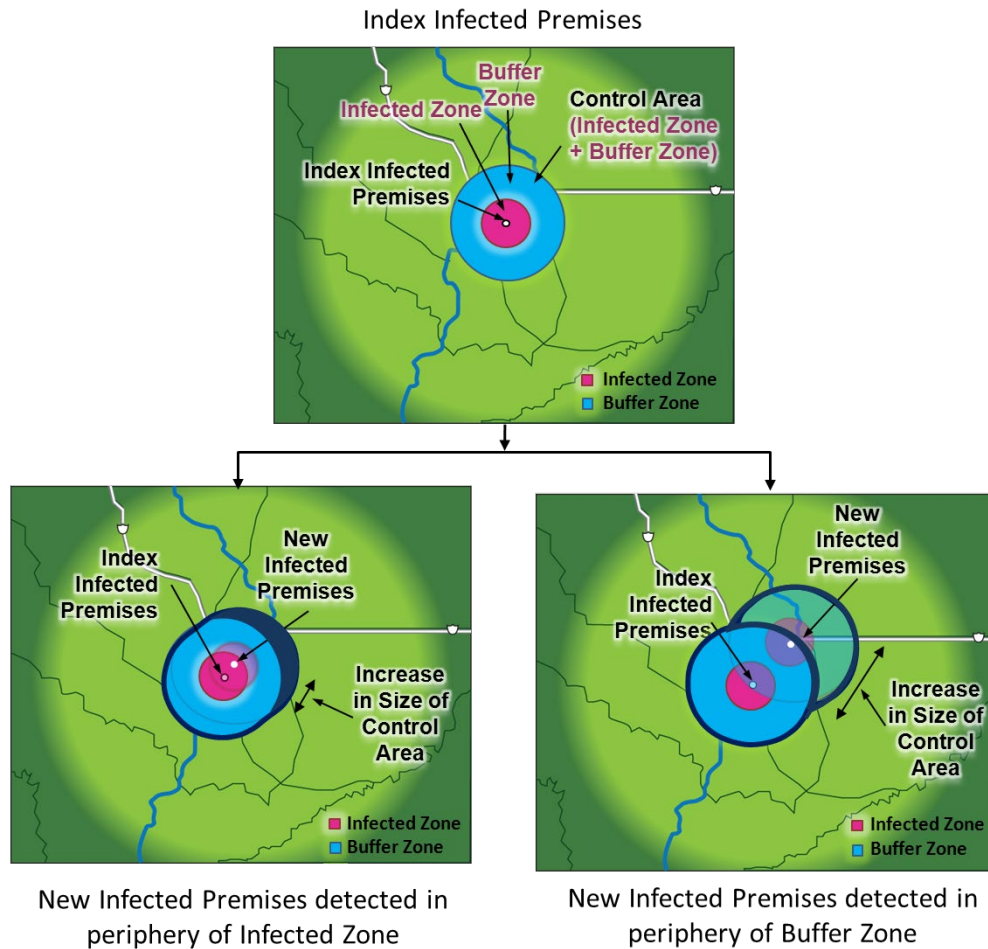 Index Infected Premises
Buffer
Zone
Infected Zone
Control Area
(Infected Zone
+ Buffer Zone)
Index Infected
Premises
Infected Zone
Buffer Zone
Index
Infected
Premises
New
Infected
Premises
Increase
in Size of
Control
Area
Infected Zone
Buffer Zone
New Infected Premises detected in
periphery of Infected Zone
New
Infected
Premises
Index
Infected
Premises
Increase
in Size of
Control
Area
Infected Zone
Buffer Zone
New Infected Premises detected in
periphery of Buffer Zone